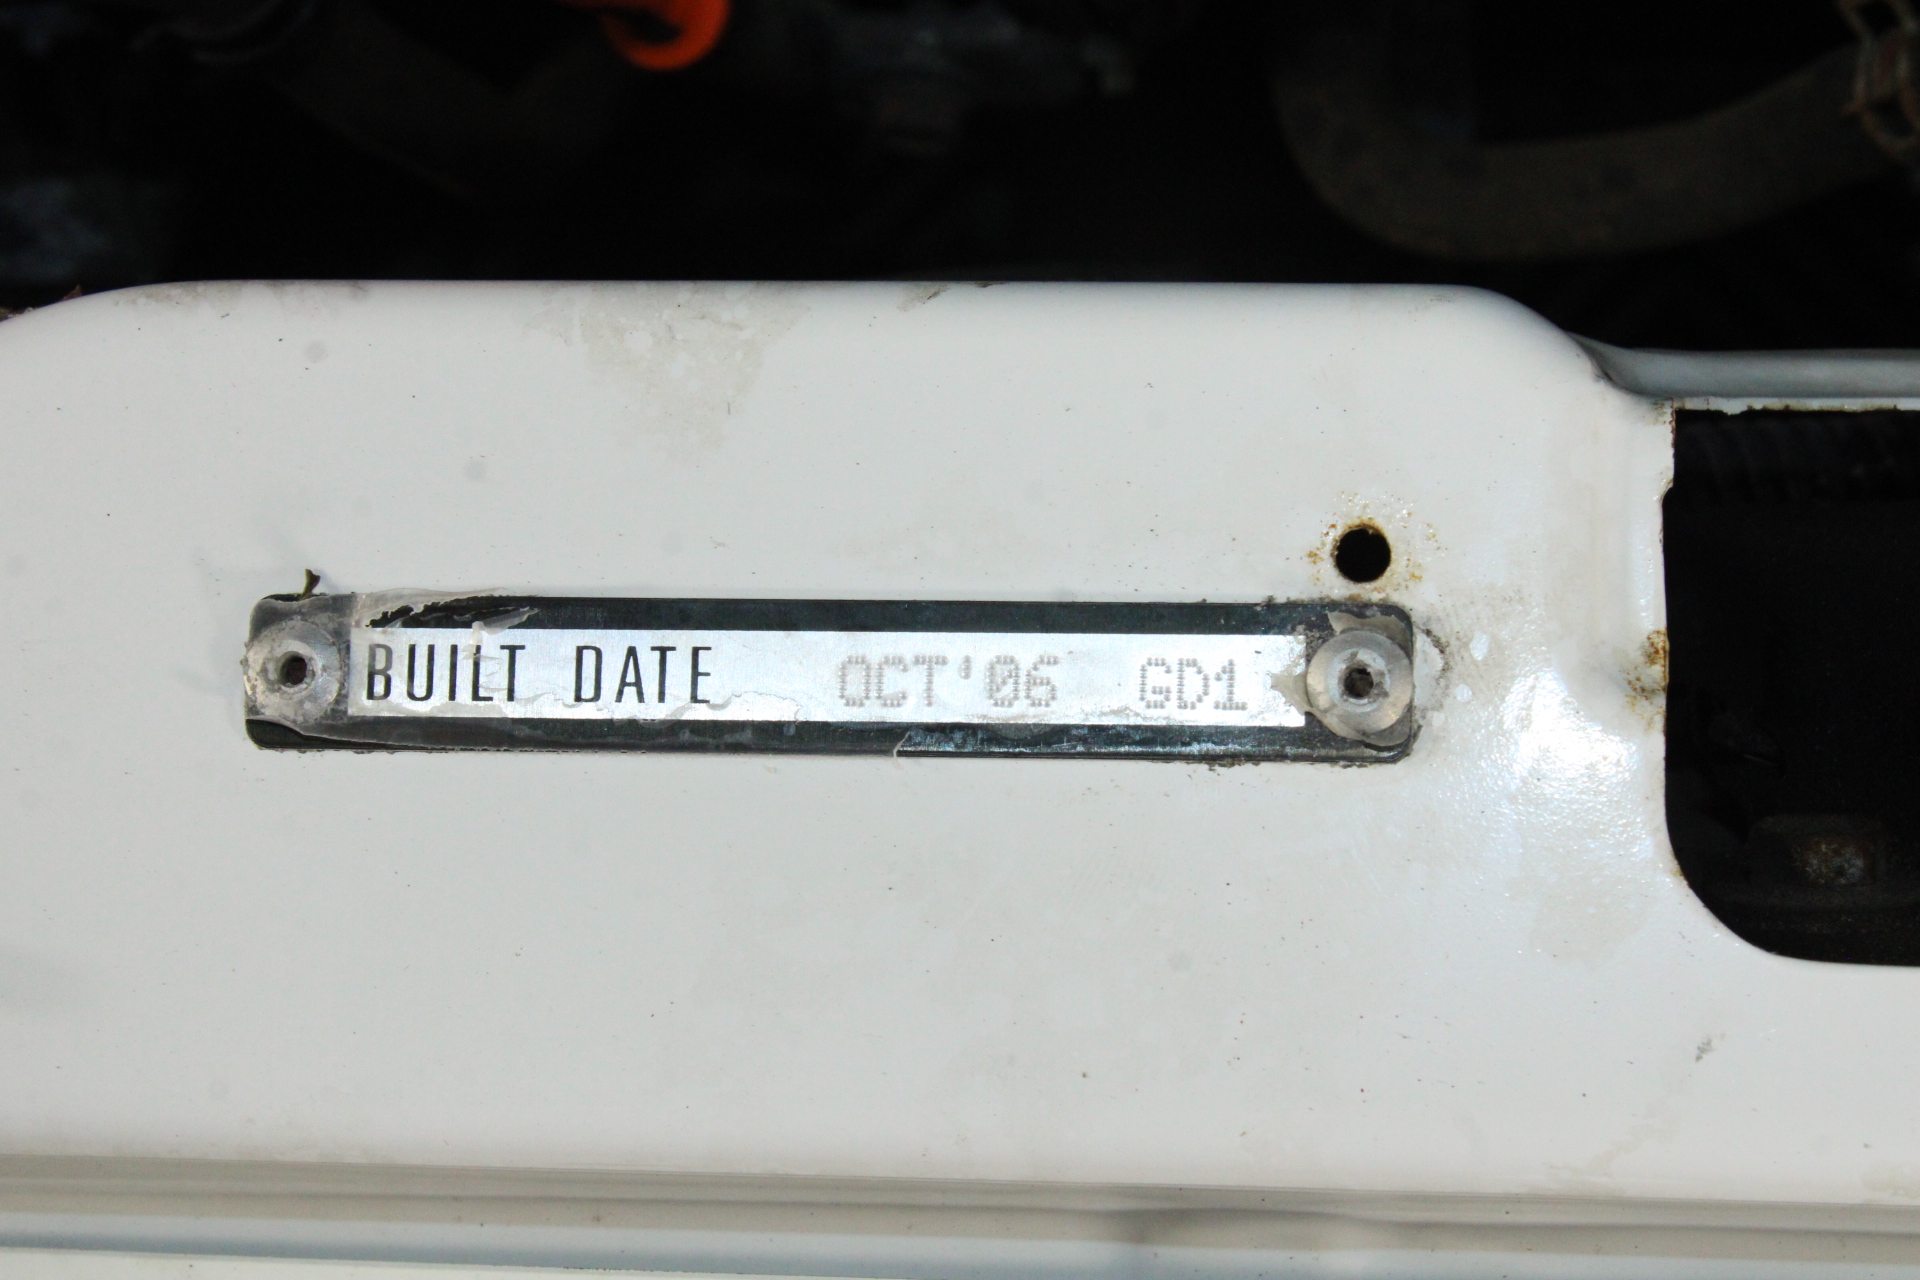 BUILT DATE OCT'06 GD1